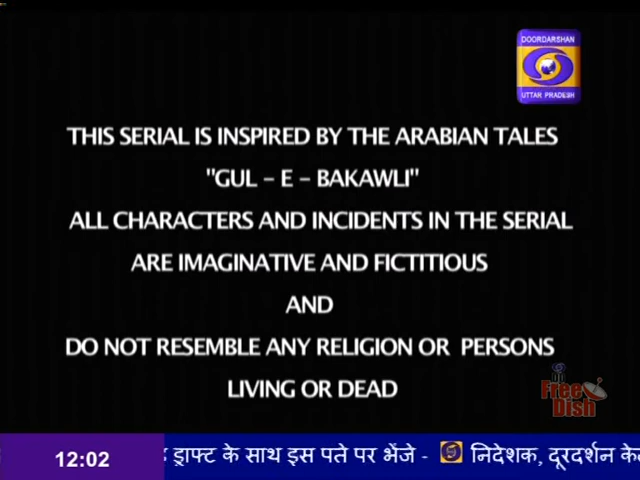 DOORDARSHAN
UTTAR PRADESH
THIS SERIAL IS INSPIRED BY THE ARABIAN TALES
"GUL – E – BAKAWLI"
ALL CHARACTERS AND INCIDENTS IN THE SERIAL
ARE IMAGINATIVE AND FICTITIOUS
AND
DO NOT RESEMBLE ANY RELIGION OR PERSONS
LIVING OR DEAD
Free
Dish
12:02 ड्राफ्ट के साथ इस पते पर भेंजे - निदेशक, दूरदर्शन